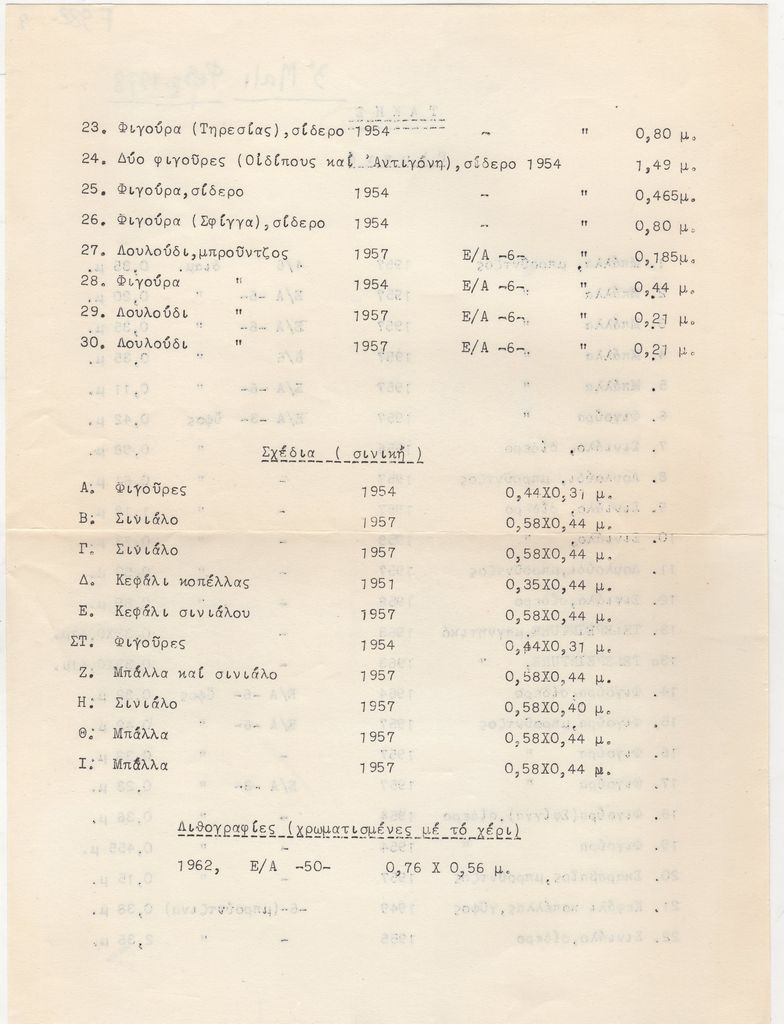 23. Φιγούρα (Τηρεσίας),σίδερο 1954 - " 0,80 μ.
24. Δύο φιγοῦρες (Οἰδίπους καί Ἀντιγόνη),σίδερο 1954 1,49 μ.
25. Φιγούρα,σίδερο 1954 - " 0,465μ.
26. Φιγούρα (Σφίγγα),σίδερο 1954 - " 0,80 μ.
27. Λουλούδι,μπροῦντζος 1957 Ε/Α -6- " 0,185μ.
28. Φιγούρα " 1954 Ε/Α -6- " 0,44 μ.
29. Λουλούδι " 1957 Ε/Α -6- " 0,21 μ.
30. Λουλούδι " 1957 Ε/Α -6- " 0,21 μ.
Σχέδια ( σινική )
Α. Φιγοῦρες 1954 0,44Χ0,31 μ.
Β. Σινιάλο 1957 0,58Χ0,44 μ.
Γ. Σινιάλο 1957 0,58Χ0,44 μ.
Δ. Κεφάλι κοπέλλας 1951 0,35Χ0,44 μ.
Ε. Κεφάλι σινιάλου 1957 0,58Χ0,44 μ.
ΣΤ. Φιγοῦρες 1954 0,44Χ0,31 μ.
Ζ. Μπάλλα καί σινιάλο 1957 0,58Χ0,44 μ.
Η. Σινιάλο 1957 0,58Χ0,40 μ.
Θ. Μπάλλα 1957 0,58Χ0,44 μ.
Ι. Μπάλλα 1957 0,58Χ0,44 μ.
Λιθογραφίες (χρωματισμένες μέ τό χέρι)
1962, Ε/Α -50- 0,76 Χ 0,56 μ.